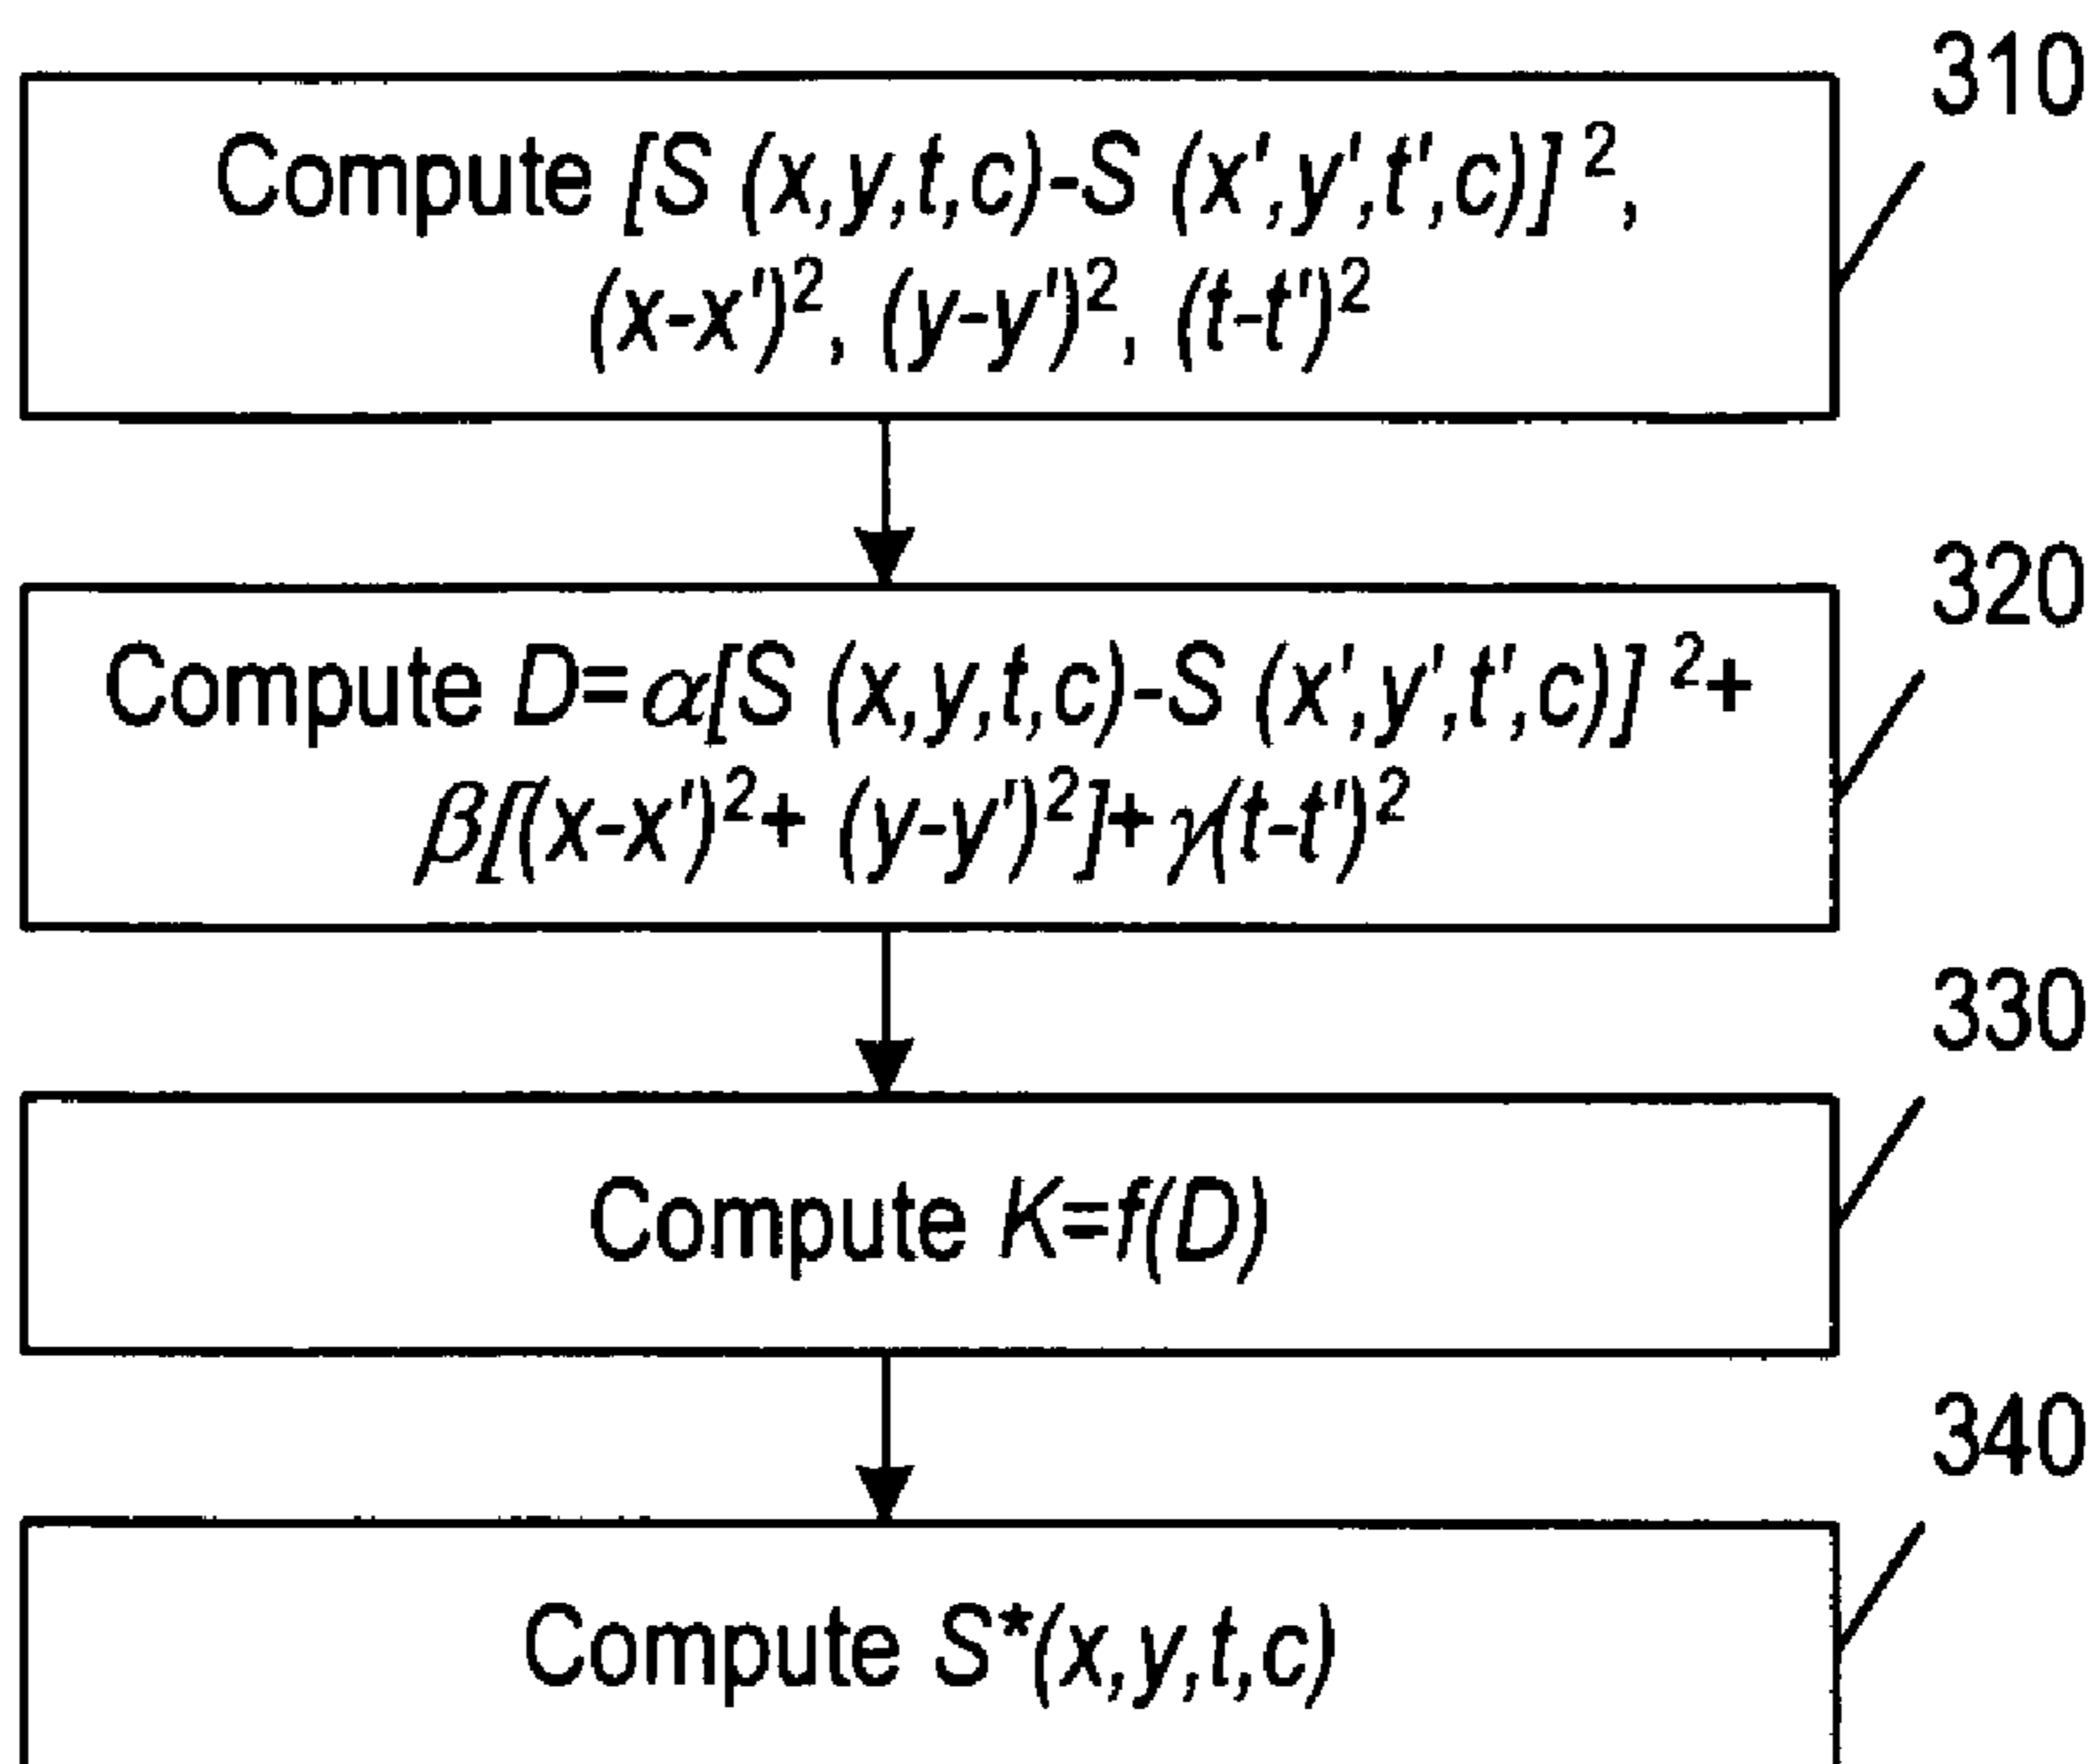 310
Compute [S (x,y,t,c)-S (x',y',t',c)] ²,
(x-x')², (y-y')², (t-t')²
320
Compute D=α[S (x,y,t,c)-S (x',y',t',c)] ²+
β[(x-x')²+ (y-y')²]+γ(t-t')²
330
Compute K=f(D)
340
Compute S*(x,y,t,c)